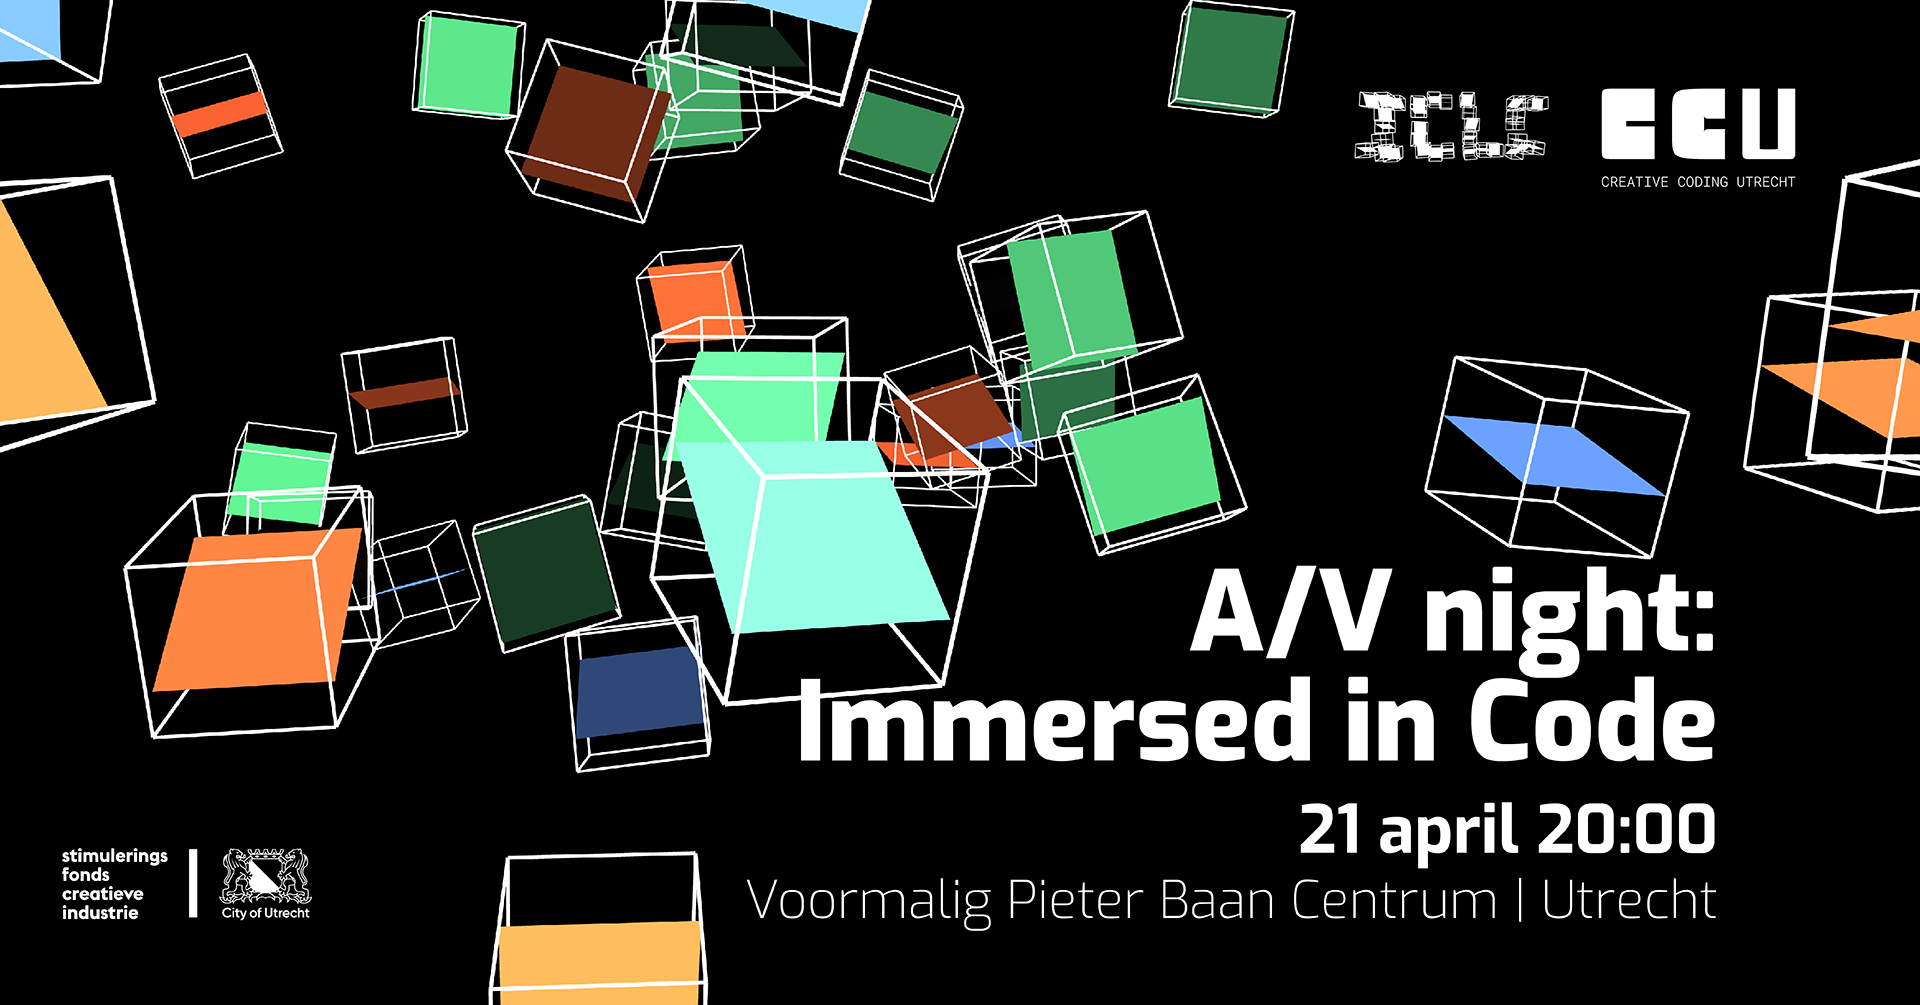 ICLC
CCU
CREATIVE CODING UTRECHT
A/V night:
Immersed in Code
21 april 20:00
Voormalig Pieter Baan Centrum | Utrecht
stimulerings
fonds
creatieve
industrie
City of Utrecht